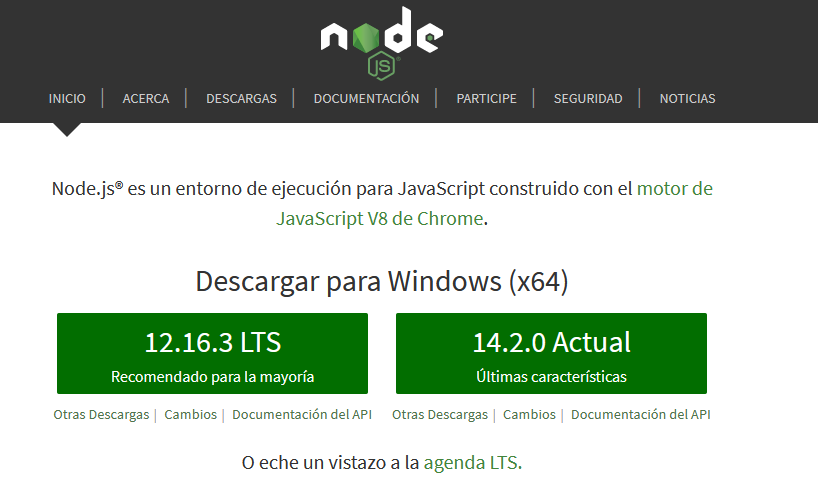 node
JS
INICIO | ACERCA | DESCARGAS | DOCUMENTACIÓN | PARTICIPE | SEGURIDAD | NOTICIAS
Node.js® es un entorno de ejecución para JavaScript construido con el motor de
JavaScript V8 de Chrome.
Descargar para Windows (x64)
12.16.3 LTS
Recomendado para la mayoría
Otras Descargas | Cambios | Documentación del API
14.2.0 Actual
Últimas características
Otras Descargas | Cambios | Documentación del API
O eche un vistazo a la agenda LTS.